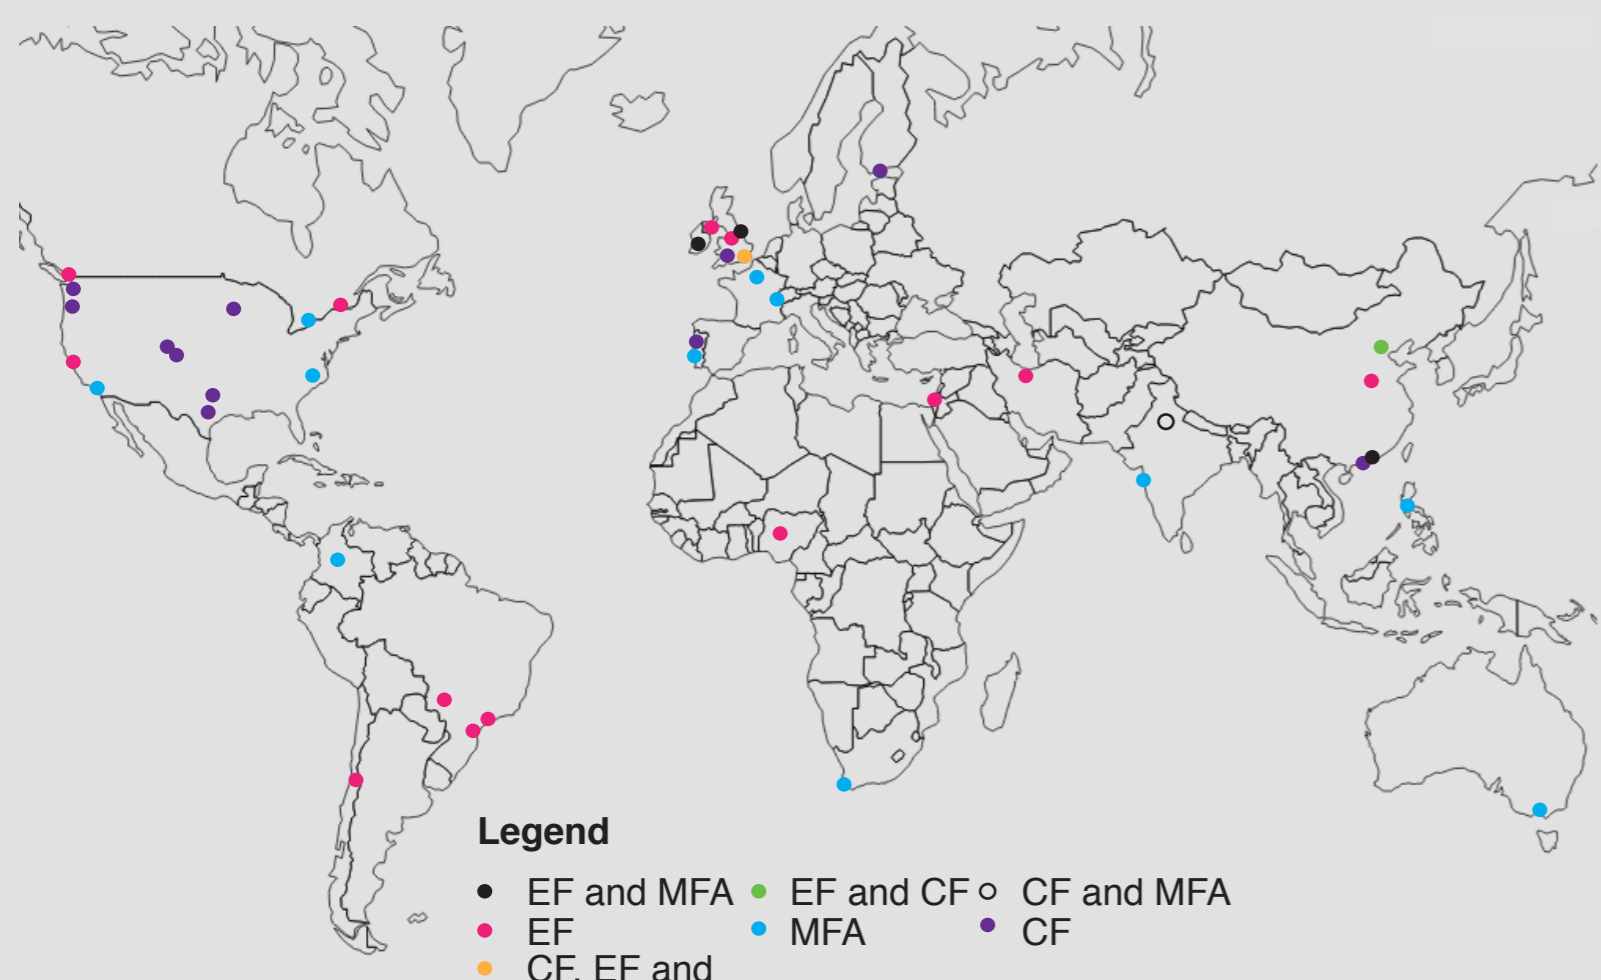 Legend
EF and MFA EF and CF CF and MFA
EF MFA CF
CF, EF and